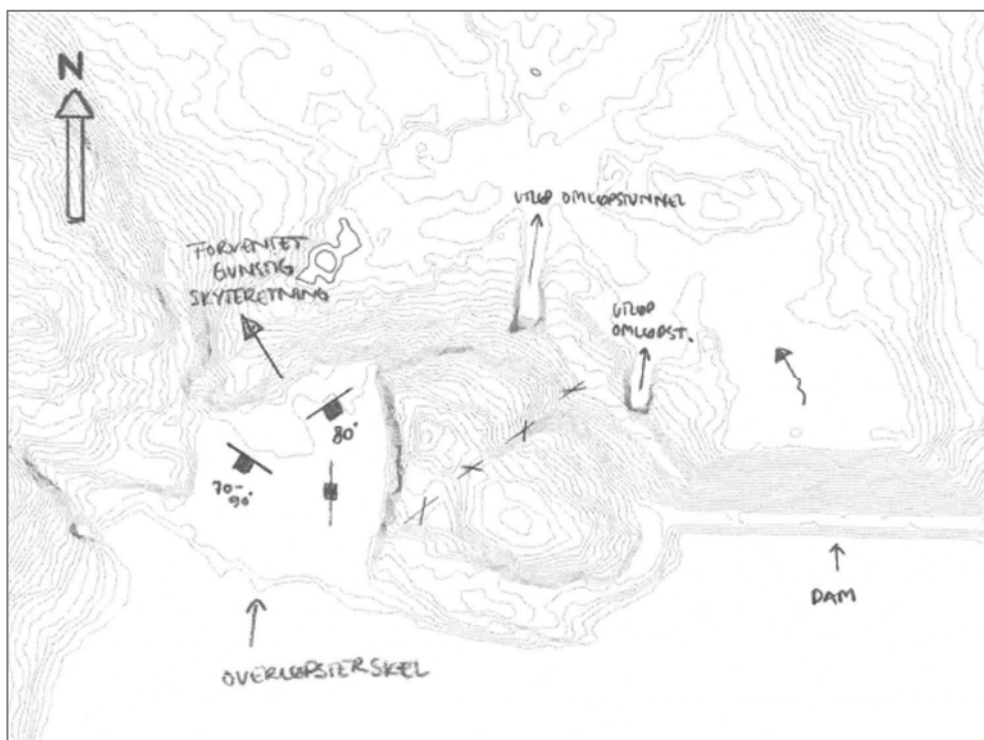 N
UTLØP OMLØPSTUNNEL
FORVENTET
GUNSTIG
SKYTERETNING
UTLØP
OMLØPST.
80°
70-
90°
DAM
OVERLØPSTERSKEL